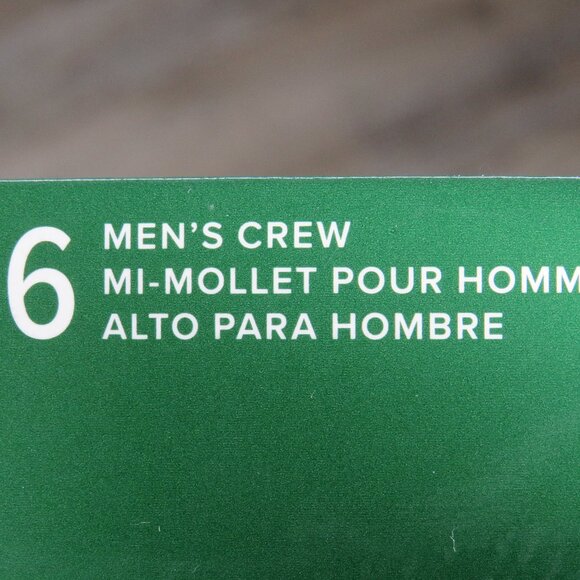 6 MEN'S CREW
MI-MOLLET POUR HOMM
ALTO PARA HOMBRE